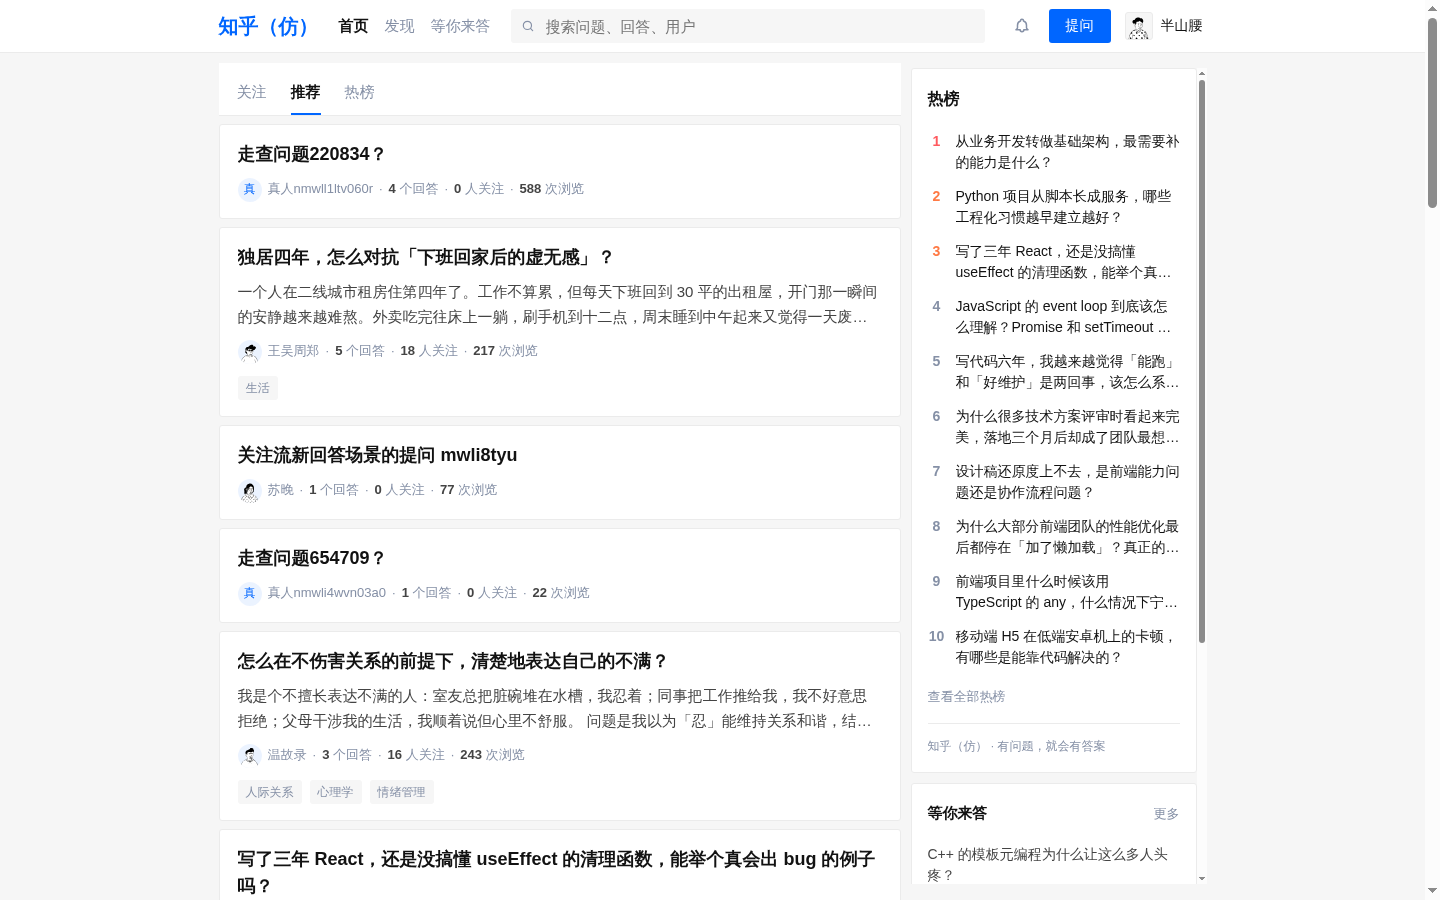 知乎（仿） 首页 发现 等你来答 搜索问题、回答、用户 提问 半山腰
关注 推荐 热榜
走查问题220834？
真 真人nmwll1ltv060r · 4 个回答 · 0 人关注 · 588 次浏览
独居四年，怎么对抗「下班回家后的虚无感」？
一个人在二线城市租房住第四年了。工作不算累，但每天下班回到 30 平的出租屋，开门那一瞬间
的安静越来越难熬。外卖吃完往床上一躺，刷手机到十二点，周末睡到中午起来又觉得一天废…
王吴周郑 · 5 个回答 · 18 人关注 · 217 次浏览
生活
关注流新回答场景的提问 mwli8tyu
苏晚 · 1 个回答 · 0 人关注 · 77 次浏览
走查问题654709？
真 真人nmwli4wvn03a0 · 1 个回答 · 0 人关注 · 22 次浏览
怎么在不伤害关系的前提下，清楚地表达自己的不满？
我是个不擅长表达不满的人：室友总把脏碗堆在水槽，我忍着；同事把工作推给我，我不好意思
拒绝；父母干涉我的生活，我顺着说但心里不舒服。 问题是我以为「忍」能维持关系和谐，结…
温故录 · 3 个回答 · 16 人关注 · 243 次浏览
人际关系 心理学 情绪管理
写了三年 React，还是没搞懂 useEffect 的清理函数，能举个真会出 bug 的例子
吗？
热榜
1 从业务开发转做基础架构，最需要补
的能力是什么？
2 Python 项目从脚本长成服务，哪些
工程化习惯越早建立越好？
3 写了三年 React，还是没搞懂
useEffect 的清理函数，能举个真…
4 JavaScript 的 event loop 到底该怎
么理解？Promise 和 setTimeout …
5 写代码六年，我越来越觉得「能跑」
和「好维护」是两回事，该怎么系…
6 为什么很多技术方案评审时看起来完
美，落地三个月后却成了团队最想…
7 设计稿还原度上不去，是前端能力问
题还是协作流程问题？
8 为什么大部分前端团队的性能优化最
后都停在「加了懒加载」？真正的…
9 前端项目里什么时候该用
TypeScript 的 any，什么情况下宁…
10 移动端 H5 在低端安卓机上的卡顿，
有哪些是能靠代码解决的？
查看全部热榜
知乎（仿） · 有问题，就会有答案
等你来答 更多
C++ 的模板元编程为什么让这么多人头
疼？